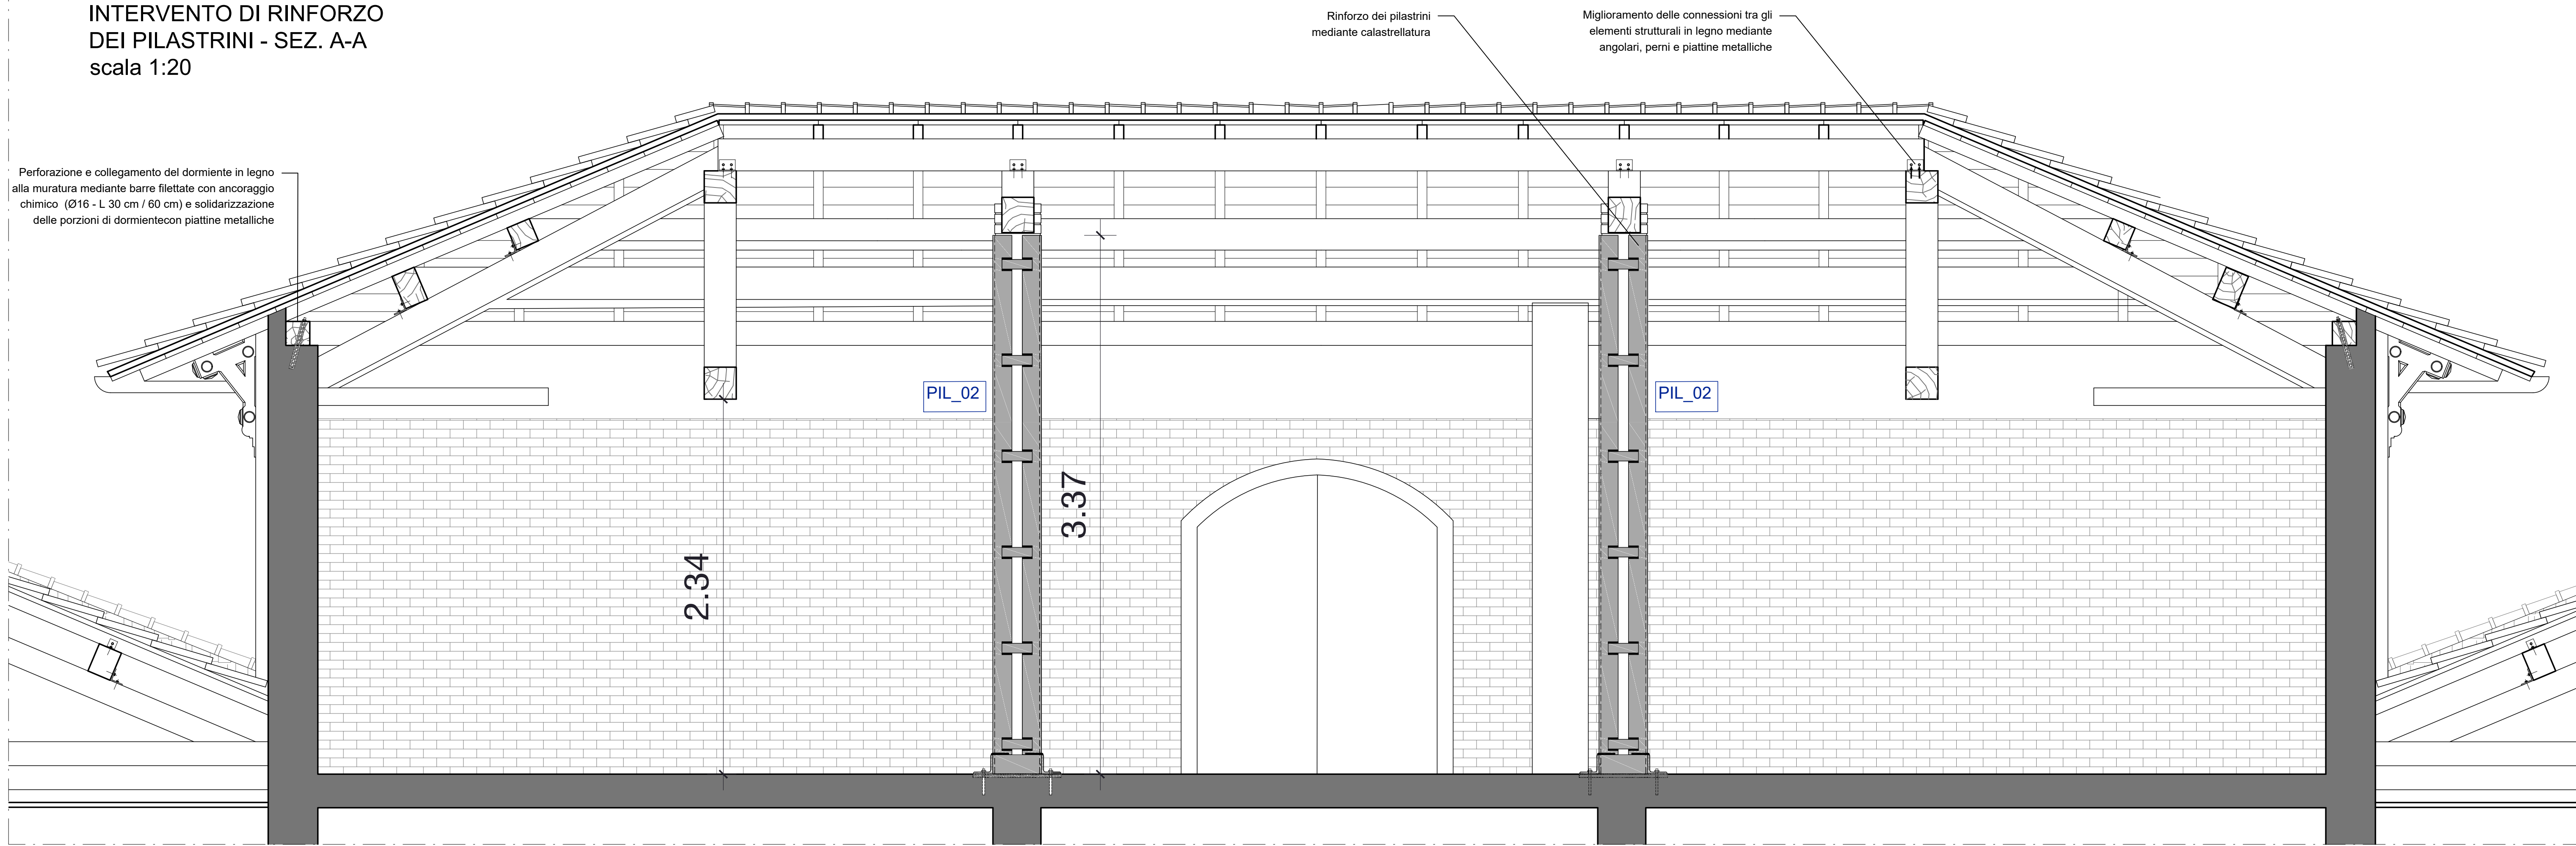 INTERVENTO DI RINFORZO
DEI PILASTRINI - SEZ. A-A
scala 1:20
Rinforzo dei pilastrini
mediante calastrellatura
Miglioramento delle connessioni tra gli
elementi strutturali in legno mediante
angolari, perni e piattine metalliche
Perforazione e collegamento del dormiente in legno
alla muratura mediante barre filettate con ancoraggio
chimico (Ø16 - L 30 cm / 60 cm) e solidarizzazione
delle porzioni di dormientecon piattine metalliche
PIL_02
PIL_02
2.34
3.37